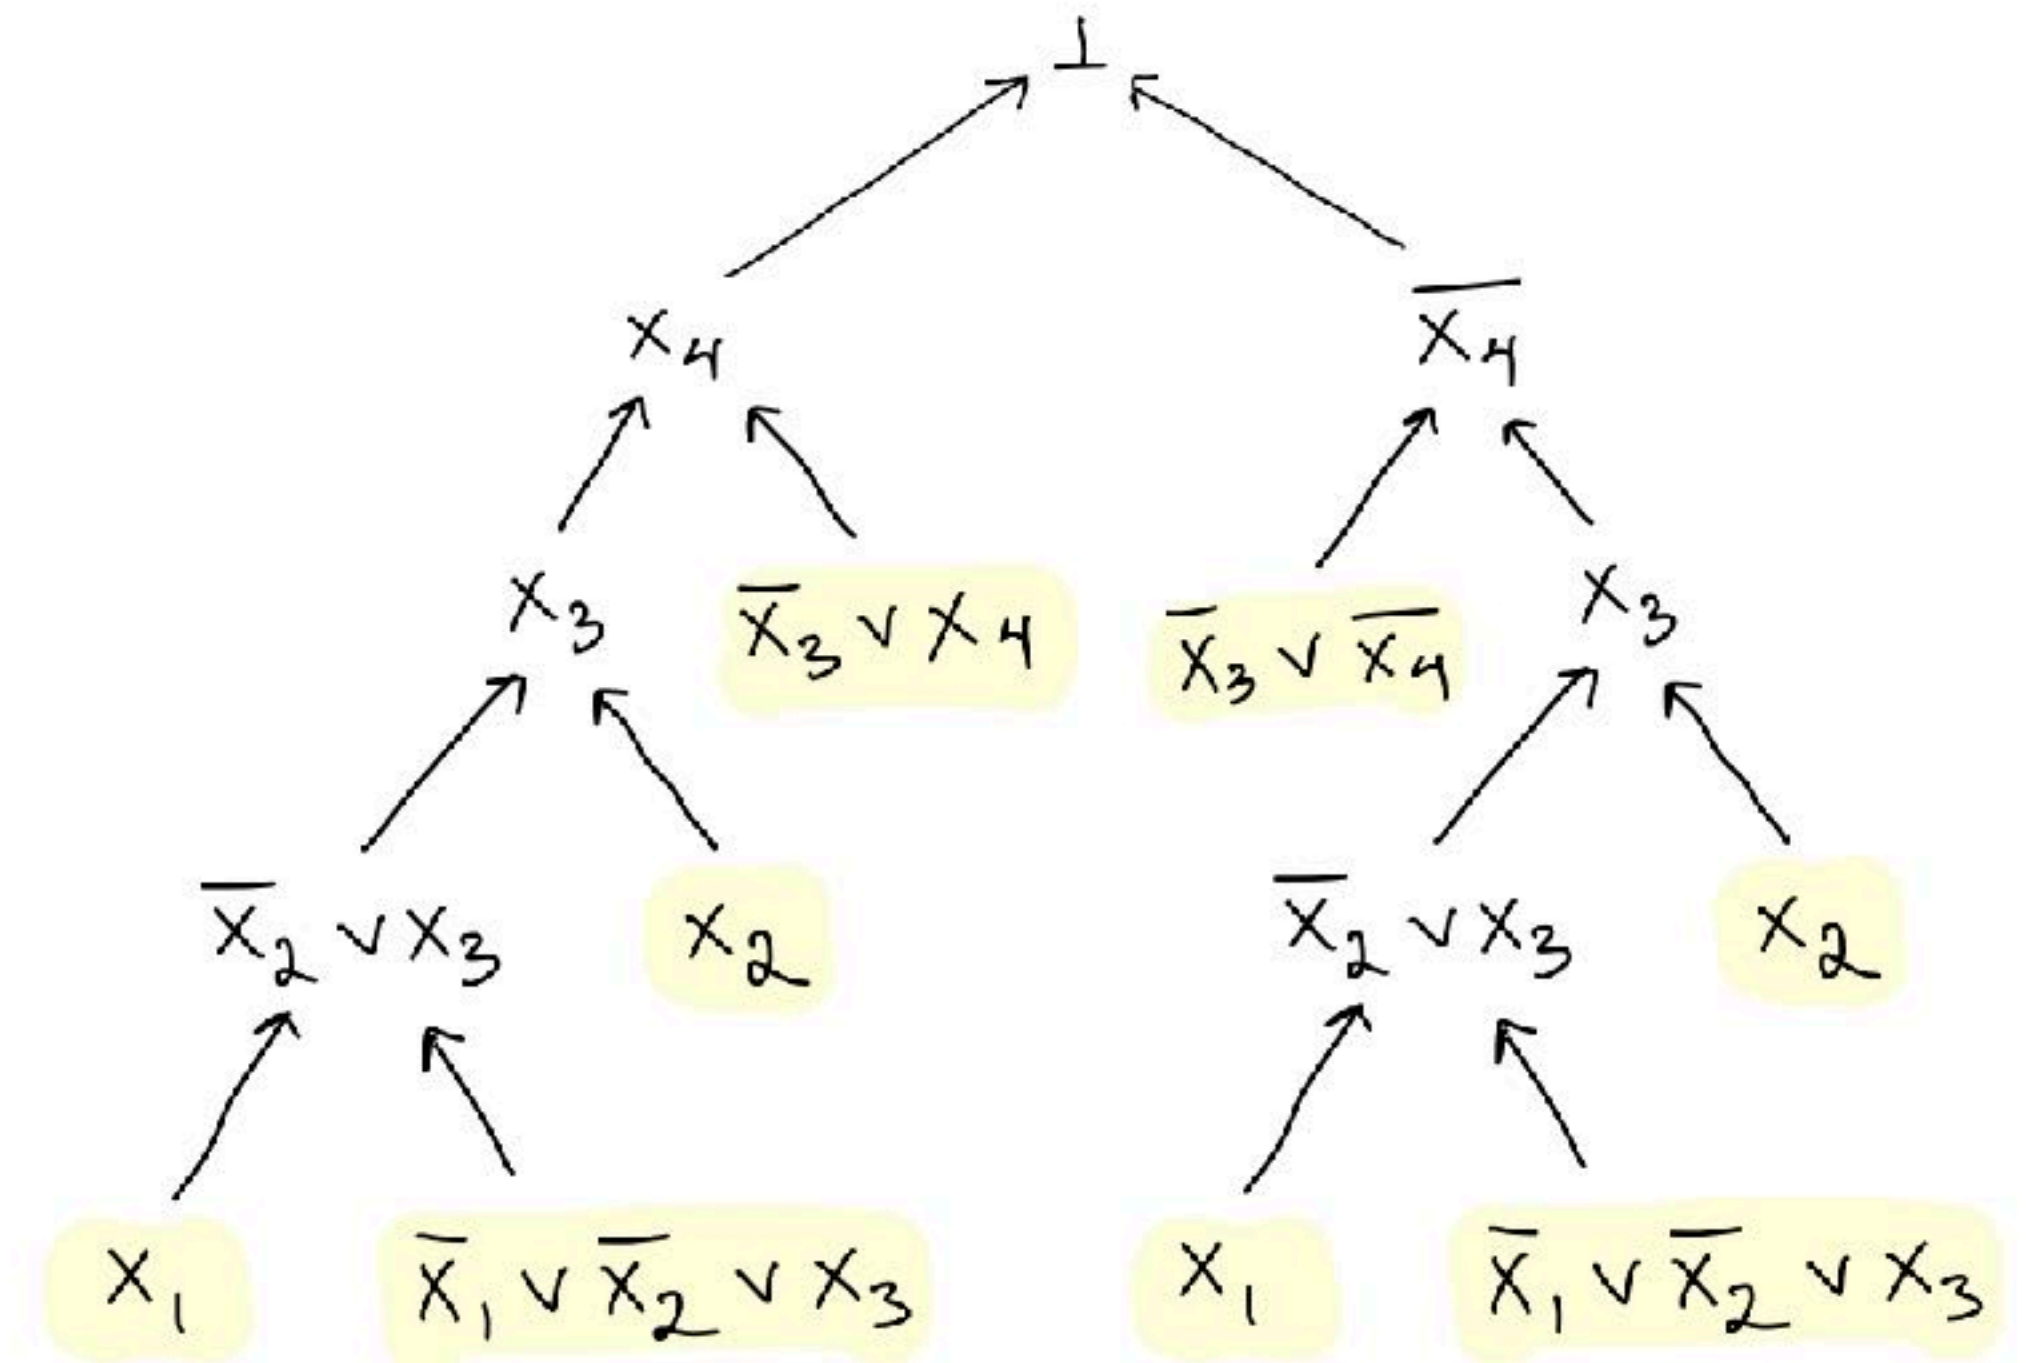 ⊥
x₄ x̅₄
x₃ x̅₃ ∨ x₄ x̅₃ ∨ x̅₄ x₃
x̅₂ ∨ x₃ x₂ x̅₂ ∨ x₃ x₂
x₁ x̅₁ ∨ x̅₂ ∨ x₃ x₁ x̅₁ ∨ x̅₂ ∨ x₃